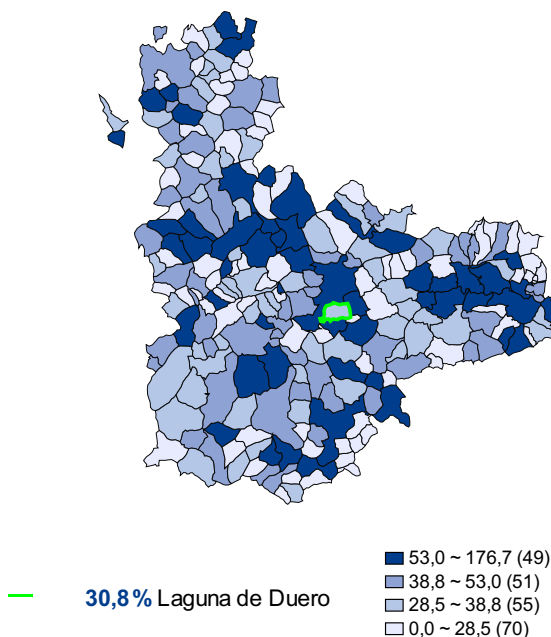 53,0 ~ 176,7 (49)
38,8 ~ 53,0 (51)
28,5 ~ 38,8 (55)
0,0 ~ 28,5 (70)
30,8% Laguna de Duero